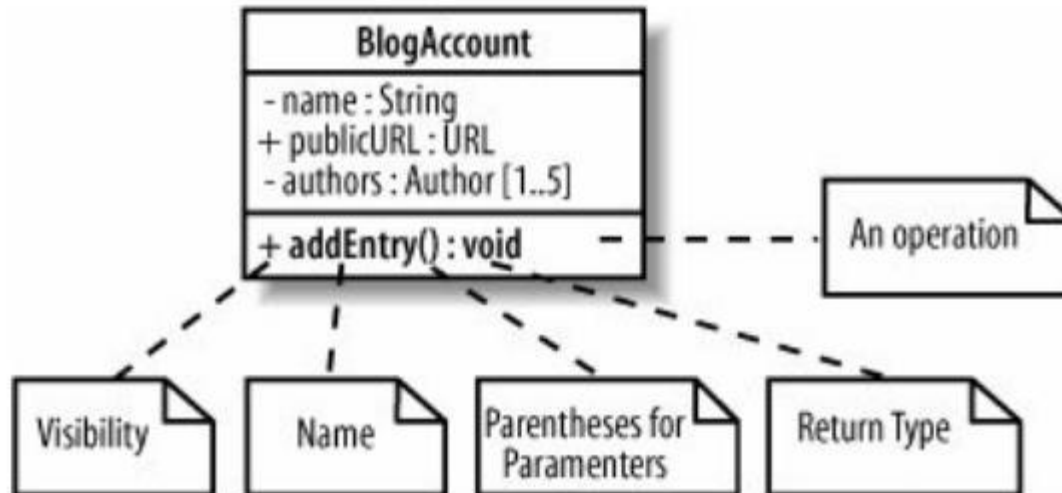 BlogAccount
- name : String
+ publicURL : URL
- authors : Author [1..5]
+ addEntry() : void
An operation
Visibility
Name
Parentheses for
Paramenters
Return Type